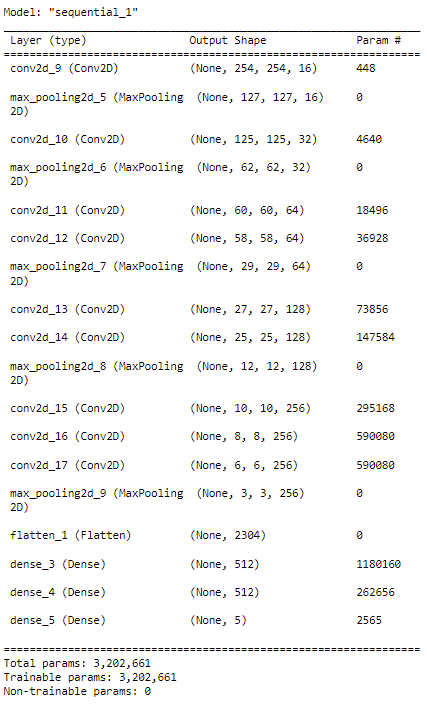 Model: "sequential_1"
Layer (type) Output Shape Param #
conv2d_9 (Conv2D) (None, 254, 254, 16) 448
max_pooling2d_5 (MaxPooling (None, 127, 127, 16) 0
2D)
conv2d_10 (Conv2D) (None, 125, 125, 32) 4640
max_pooling2d_6 (MaxPooling (None, 62, 62, 32) 0
2D)
conv2d_11 (Conv2D) (None, 60, 60, 64) 18496
conv2d_12 (Conv2D) (None, 58, 58, 64) 36928
max_pooling2d_7 (MaxPooling (None, 29, 29, 64) 0
2D)
conv2d_13 (Conv2D) (None, 27, 27, 128) 73856
conv2d_14 (Conv2D) (None, 25, 25, 128) 147584
max_pooling2d_8 (MaxPooling (None, 12, 12, 128) 0
2D)
conv2d_15 (Conv2D) (None, 10, 10, 256) 295168
conv2d_16 (Conv2D) (None, 8, 8, 256) 590080
conv2d_17 (Conv2D) (None, 6, 6, 256) 590080
max_pooling2d_9 (MaxPooling (None, 3, 3, 256) 0
2D)
flatten_1 (Flatten) (None, 2304) 0
dense_3 (Dense) (None, 512) 1180160
dense_4 (Dense) (None, 512) 262656
dense_5 (Dense) (None, 5) 2565
Total params: 3,202,661
Trainable params: 3,202,661
Non-trainable params: 0